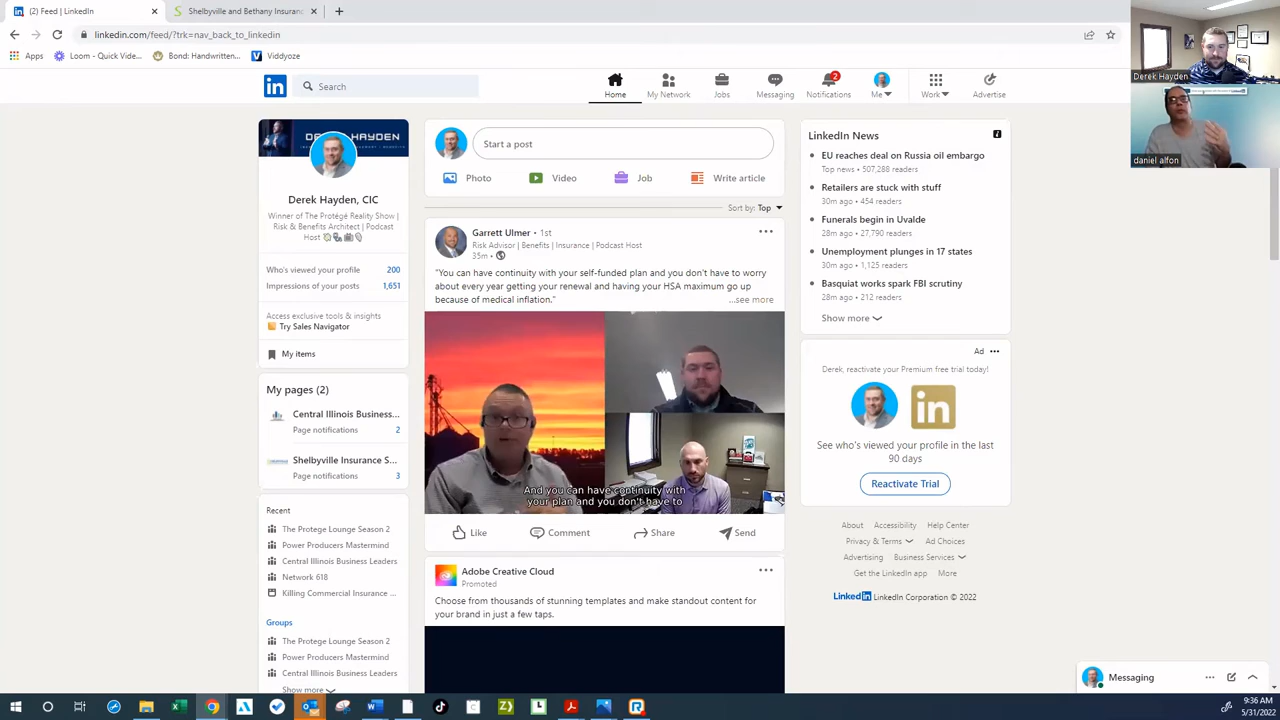 (2) Feed | LinkedIn
Shelbyville and Bethany Insuranc
linkedin.com/feed/?trk=nav_back_to_linkedin
Apps
Loom - Quick Vide...
Bond: Handwritten...
Viddyoze
Derek Hayden
daniel alfon
in
Search
Home
My Network
Jobs
Messaging
2
Notifications
Me
Work
Advertise
Derek Hayden, CIC
Winner of The Protégé Reality Show |
Risk & Benefits Architect | Podcast
Host
Who's viewed your profile
200
Impressions of your posts
1,651
Access exclusive tools & insights
Try Sales Navigator
My items
My pages (2)
Central Illinois Business...
Page notifications
2
Shelbyville Insurance S...
Page notifications
3
Recent
The Protege Lounge Season 2
Power Producers Mastermind
Central Illinois Business Leaders
Network 618
Killing Commercial Insurance ...
Groups
The Protege Lounge Season 2
Power Producers Mastermind
Central Illinois Business Leaders
Show more
Start a post
Photo
Video
Job
Write article
Sort by: Top
Garrett Ulmer • 1st
Risk Advisor | Benefits | Insurance | Podcast Host
35m •
"You can have continuity with your self-funded plan and you don't have to worry
about every year getting your renewal and having your HSA maximum go up
because of medical inflation."
...see more
And you can have continuity with
your plan and you don't have to
Like
Comment
Share
Send
Adobe Creative Cloud
Promoted
Choose from thousands of stunning templates and make standout content for
your brand in just a few taps.
LinkedIn News
EU reaches deal on Russia oil embargo
Top news • 507,288 readers
Retailers are stuck with stuff
30m ago • 454 readers
Funerals begin in Uvalde
28m ago • 27,790 readers
Unemployment plunges in 17 states
30m ago • 1,125 readers
Basquiat works spark FBI scrutiny
28m ago • 212 readers
Show more
Ad
Derek, reactivate your Premium free trial today!
in
See who's viewed your profile in the last
90 days
Reactivate Trial
About
Accessibility
Help Center
Privacy & Terms
Ad Choices
Advertising
Business Services
Get the LinkedIn app
More
LinkedIn LinkedIn Corporation © 2022
Messaging
9:36 AM
5/31/2022